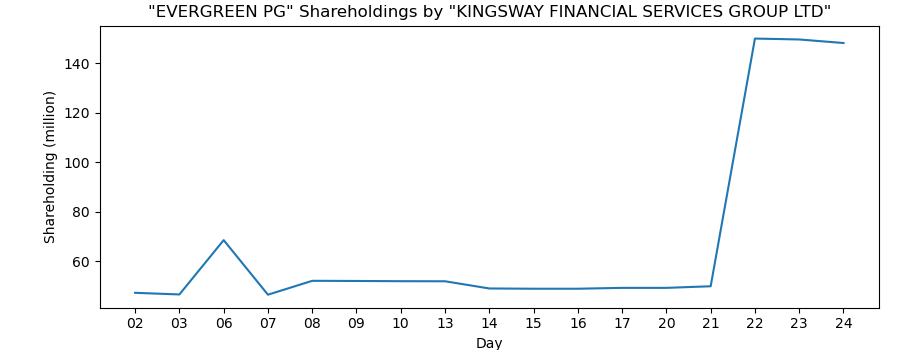 "EVERGREEN PG" Shareholdings by "KINGSWAY FINANCIAL SERVICES GROUP LTD"
Shareholding (million)
140
120
100
80
60
02 03 06 07 08 09 10 13 14 15 16 17 20 21 22 23 24
Day